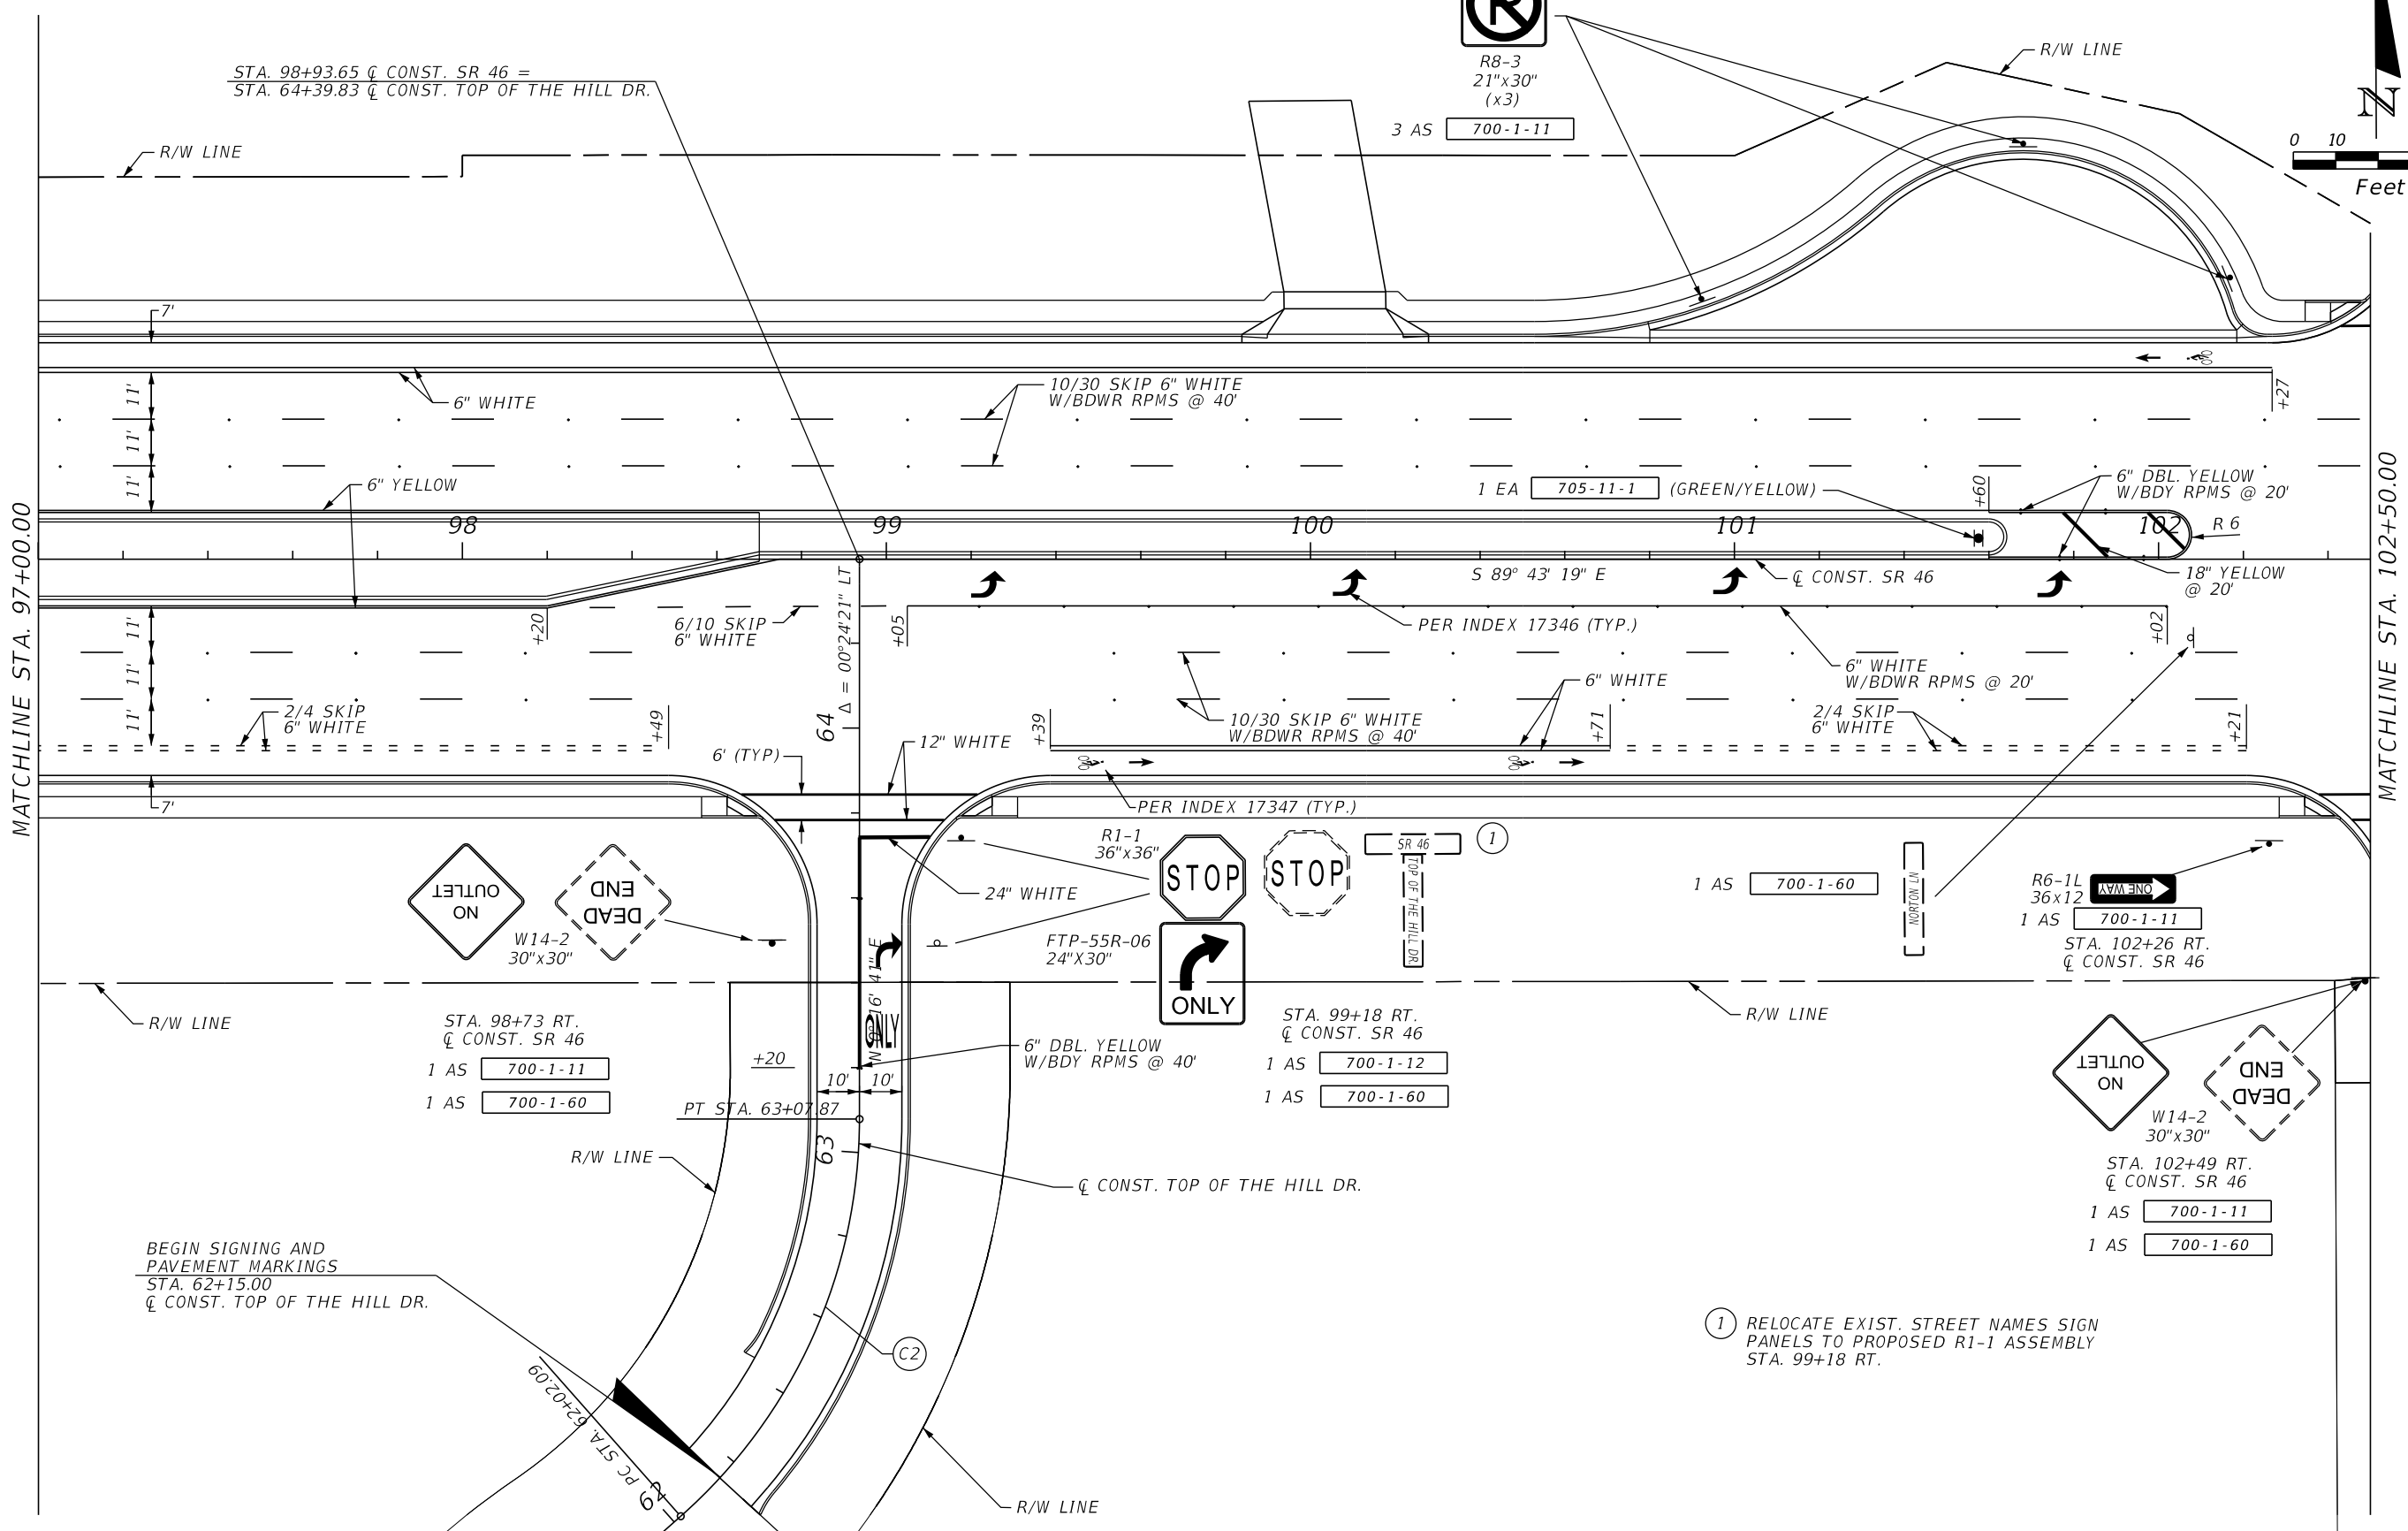 R8-3
21"x30"
(x3)
3 AS 700-1-11
R/W LINE
N
0 10
Feet
STA. 98+93.65 ℄ CONST. SR 46 =
STA. 64+39.83 ℄ CONST. TOP OF THE HILL DR.
R/W LINE
7'
11'
11'
11'
6" WHITE
10/30 SKIP 6" WHITE
W/BDWR RPMS @ 40'
+27
6" YELLOW
1 EA 705-11-1 (GREEN/YELLOW)
+60
6" DBL. YELLOW
W/BDY RPMS @ 20'
98
99
100
101
102
R 6
MATCHLINE STA. 97+00.00
MATCHLINE STA. 102+50.00
S 89° 43' 19" E
℄ CONST. SR 46
18" YELLOW
@ 20'
+20
6/10 SKIP
6" WHITE
Δ = 00°24'21" LT
+05
PER INDEX 17346 (TYP.)
+02
11'
11'
11'
6" WHITE
W/BDWR RPMS @ 20'
6" WHITE
2/4 SKIP
6" WHITE
+49
64
+39
10/30 SKIP 6" WHITE
W/BDWR RPMS @ 40'
+71
2/4 SKIP
6" WHITE
+21
6' (TYP)
12" WHITE
7'
PER INDEX 17347 (TYP.)
R1-1
36"x36"
STOP
STOP
SR 46
TOP OF THE HILL DR.
1
NO
OUTLET
DEAD
END
W14-2
30"x30"
24" WHITE
1 AS 700-1-60
NORTON LN
R6-1L
36x12
ONE WAY
1 AS 700-1-11
STA. 102+26 RT.
℄ CONST. SR 46
FTP-55R-06
24"X30"
ONLY
N 0° 16' 41" E
ONLY
R/W LINE
STA. 98+73 RT.
℄ CONST. SR 46
1 AS 700-1-11
1 AS 700-1-60
STA. 99+18 RT.
℄ CONST. SR 46
1 AS 700-1-12
1 AS 700-1-60
R/W LINE
+20
6" DBL. YELLOW
W/BDY RPMS @ 40'
10'
10'
PT STA. 63+07.87
63
NO
OUTLET
DEAD
END
W14-2
30"x30"
STA. 102+49 RT.
℄ CONST. SR 46
1 AS 700-1-11
1 AS 700-1-60
R/W LINE
℄ CONST. TOP OF THE HILL DR.
BEGIN SIGNING AND
PAVEMENT MARKINGS
STA. 62+15.00
℄ CONST. TOP OF THE HILL DR.
C2
PC STA. 62+02.09
62
R/W LINE
1 RELOCATE EXIST. STREET NAMES SIGN
PANELS TO PROPOSED R1-1 ASSEMBLY
STA. 99+18 RT.